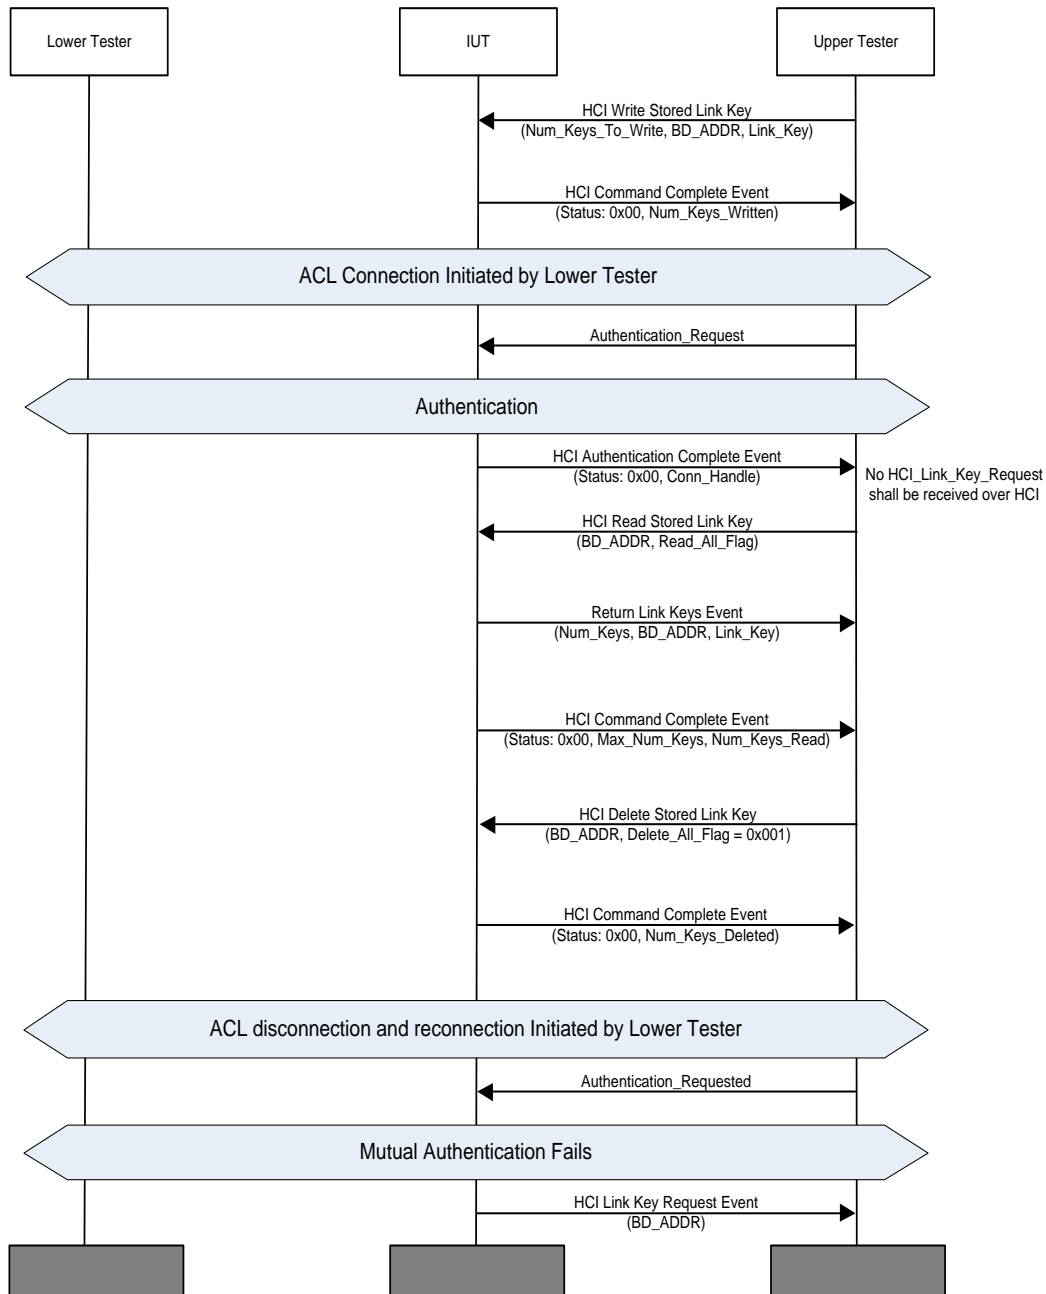 Lower Tester
IUT
Upper Tester
HCI Write Stored Link Key
(Num_Keys_To_Write, BD_ADDR, Link_Key)
HCI Command Complete Event
(Status: 0x00, Num_Keys_Written)
ACL Connection Initiated by Lower Tester
Authentication_Request
Authentication
HCI Authentication Complete Event
(Status: 0x00, Conn_Handle)
No HCI_Link_Key_Request
shall be received over HCI
HCI Read Stored Link Key
(BD_ADDR, Read_All_Flag)
Return Link Keys Event
(Num_Keys, BD_ADDR, Link_Key)
HCI Command Complete Event
(Status: 0x00, Max_Num_Keys, Num_Keys_Read)
HCI Delete Stored Link Key
(BD_ADDR, Delete_All_Flag = 0x001)
HCI Command Complete Event
(Status: 0x00, Num_Keys_Deleted)
ACL disconnection and reconnection Initiated by Lower Tester
Authentication_Requested
Mutual Authentication Fails
HCI Link Key Request Event
(BD_ADDR)